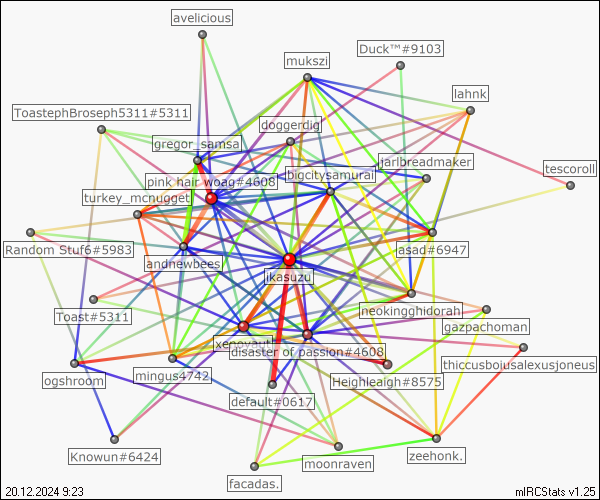 avelicious
Duck™#9103
mukszi
lahnk
ToastephBroseph5311#5311
doggerdig
gregor_samsa
jarlbreadmaker
tescoroll
pink hair woag#4608
bigcitysamurai
turkey_mcnugget
Random Stuf6#5983
asad#6947
andnewbees
ikasuzu
Toast#5311
neokingghidorah
gazpachoman
xenovaut
disaster of passion#4608
thiccusboiusalexusjoneus
ogshroom
mingus4742
Heighleaigh#8575
default#0617
Knowun#6424
moonraven
zeehonk.
facadas.
20.12.2024 9:23
mIRCStats v1.25